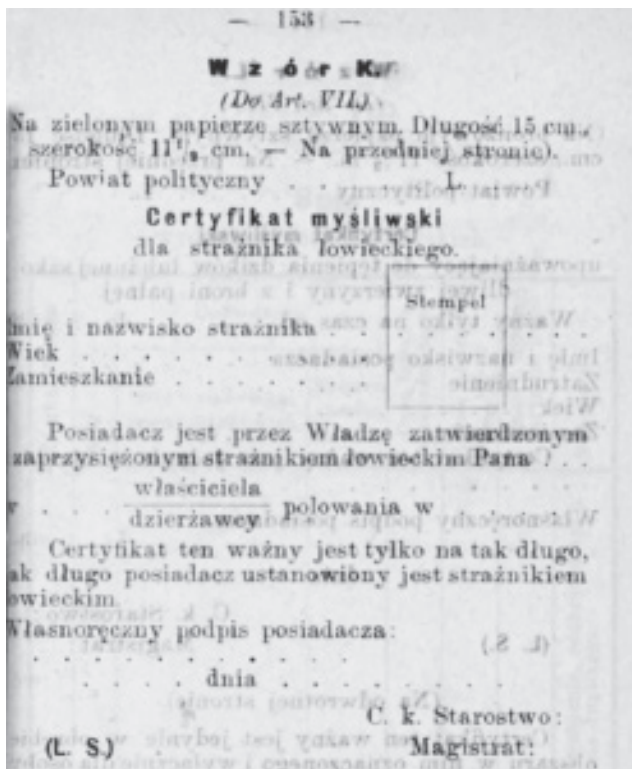 — 153 —
Wzór K.
(Do Art. VII.)
Na zielonym papierze sztywnym. Długość 15 cm.,
szerokość 11½ cm. — Na przedniej stronie).
Powiat polityczny . . . . . . L.
Certyfikat myśliwski
dla strażnika łowieckiego.
Stempel
Imię i nazwisko strażnika . . . . . . . . .
Wiek . . . . . . . . .
Zamieszkanie . . . . . .
Posiadacz jest przez Władzę zatwierdzonym
zaprzysiężonym strażnikiem łowieckim Pana . . .
właściciela
. . . polowania w . . .
dzierżawcy
Certyfikat ten ważny jest tylko na tak długo,
ak długo posiadacz ustanowiony jest strażnikiem
owieckim.
Własnoręczny podpis posiadacza:
. . . . . . . . . . .
. . . . . dnia . . . . . . . .
C. k. Starostwo:
(L. S.) Magistrat: